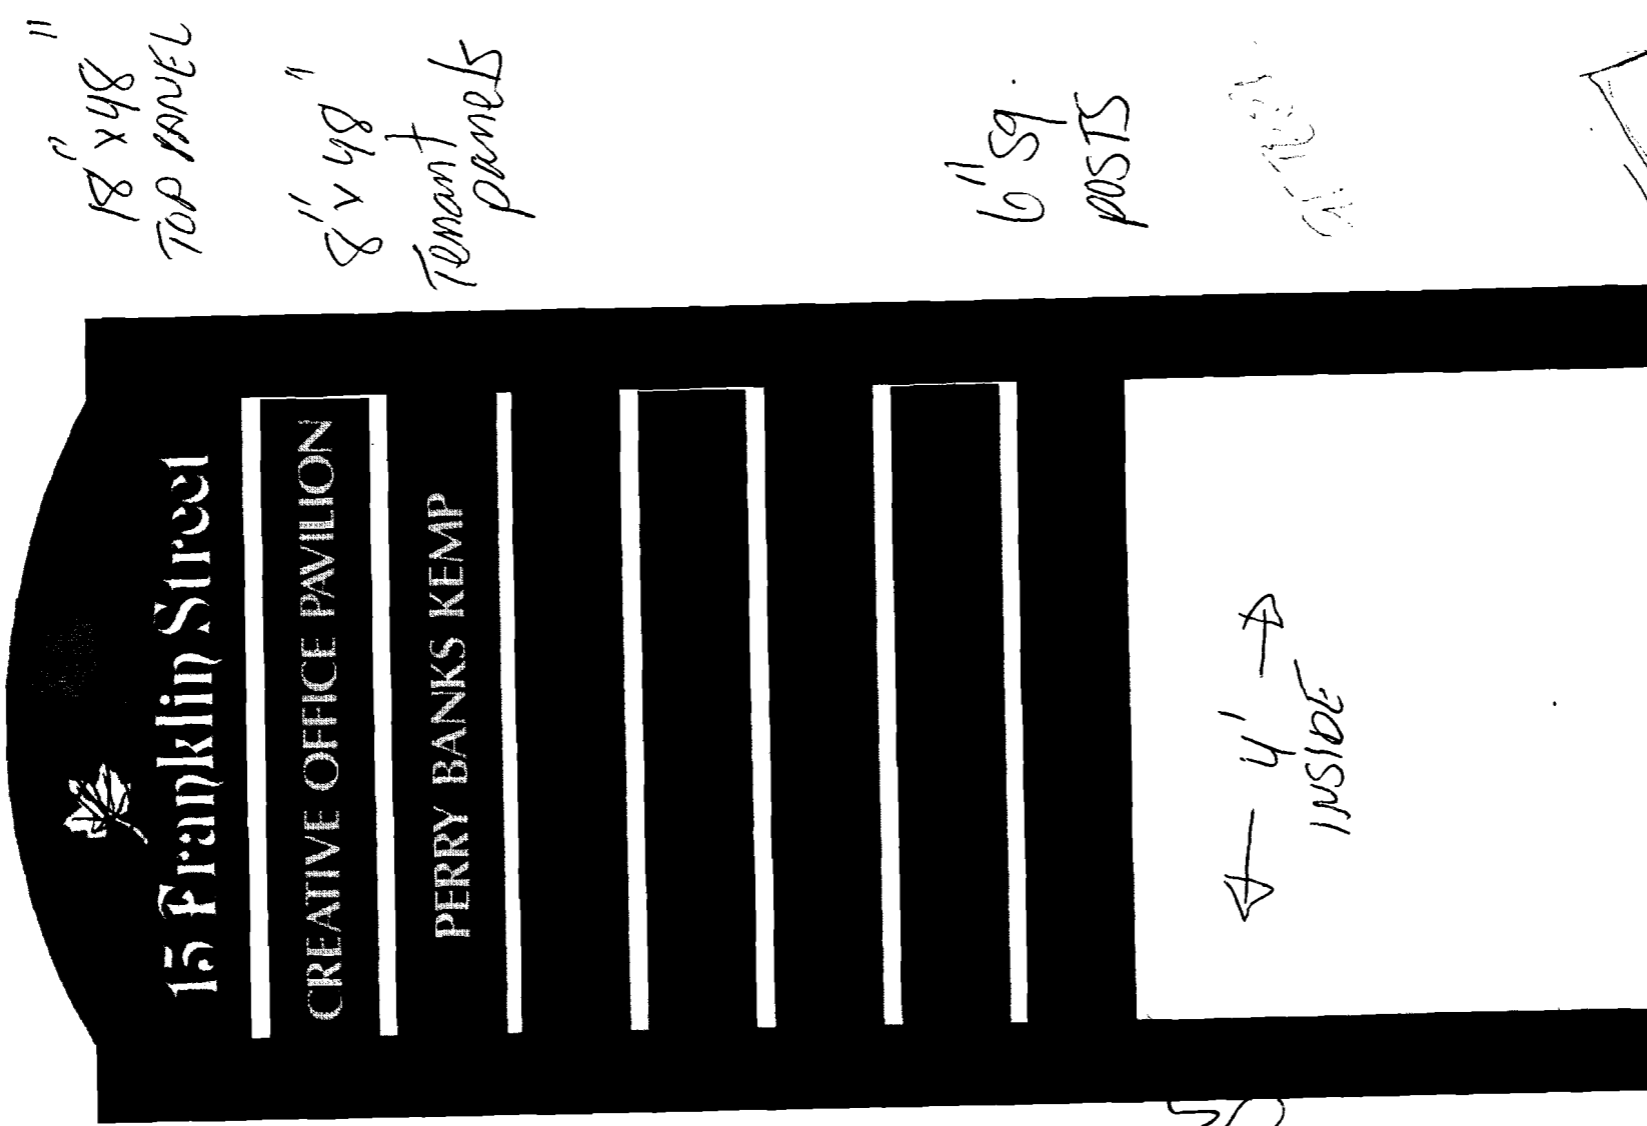 15 Franklin Street
CREATIVE OFFICE PAVILION
PERRY BANKS KEMP
18" x 48"
TOP PANEL
8" x 48"
Tenant
panels
6" sq.
POSTS
4'
INSIDE